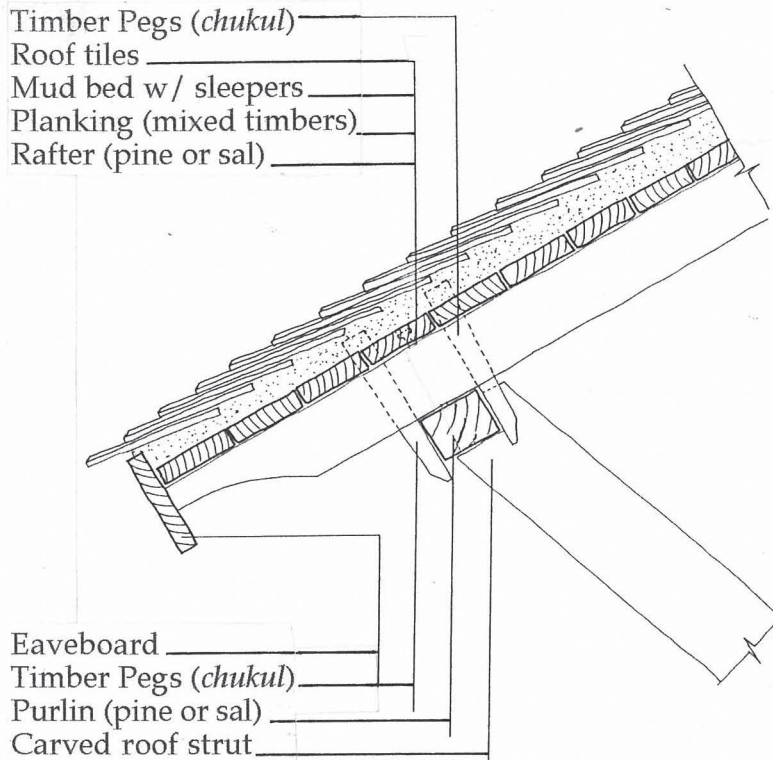 Timber Pegs (chukul)
Roof tiles
Mud bed w/ sleepers
Planking (mixed timbers)
Rafter (pine or sal)
Eaveboard
Timber Pegs (chukul)
Purlin (pine or sal)
Carved roof strut